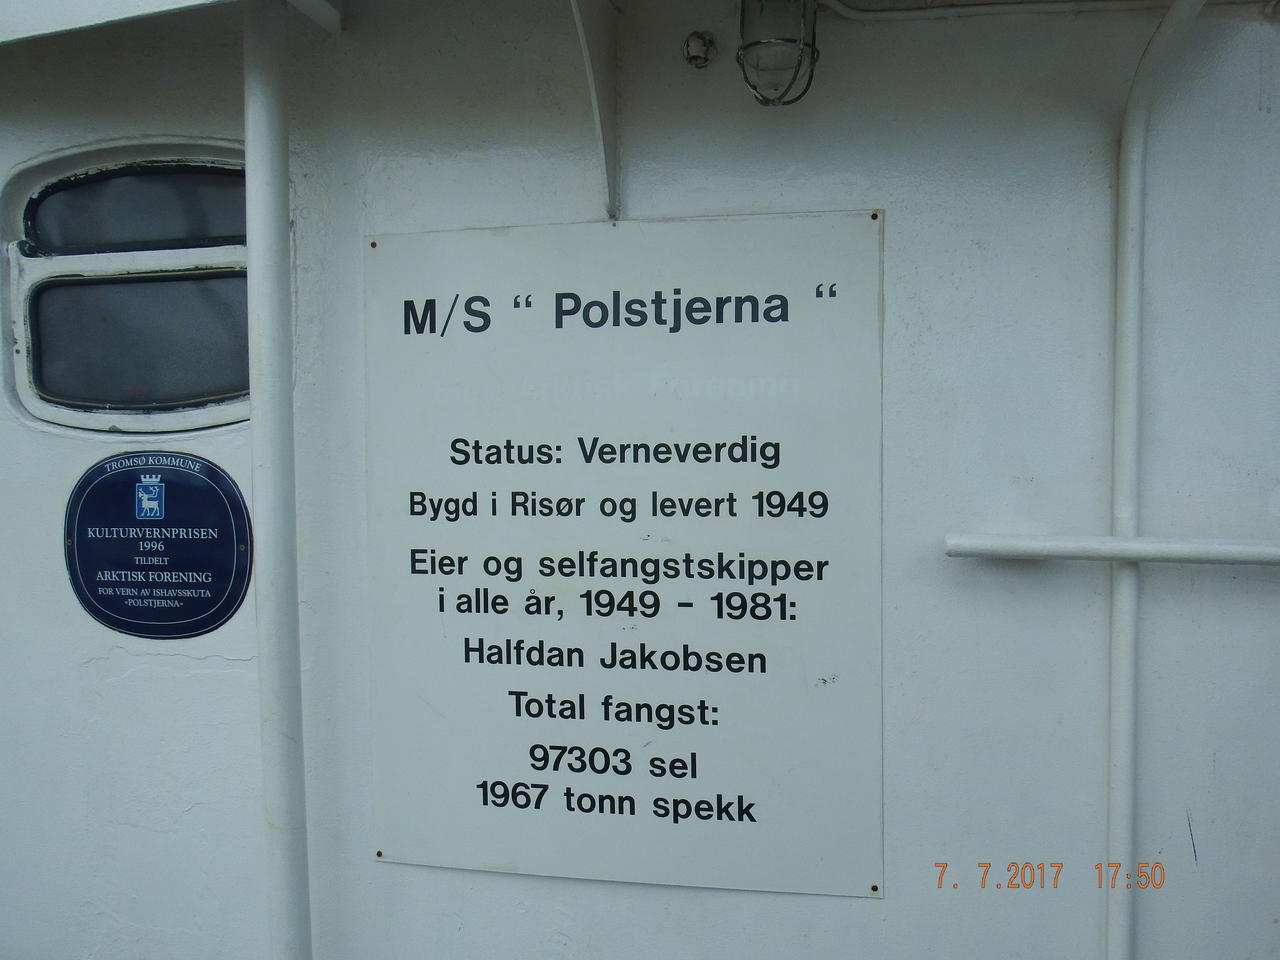 M/S “ Polstjerna “
Status: Verneverdig
Bygd i Risør og levert 1949
Eier og selfangstskipper
i alle år, 1949 - 1981:
Halfdan Jakobsen
Total fangst:
97303 sel
1967 tonn spekk
TROMSØ KOMMUNE
KULTURVERNPRISEN
1996
TILDELT
ARKTISK FORENING
FOR VERN AV ISHAVSSKUTA
«POLSTJERNA»
7. 7.2017 17:50